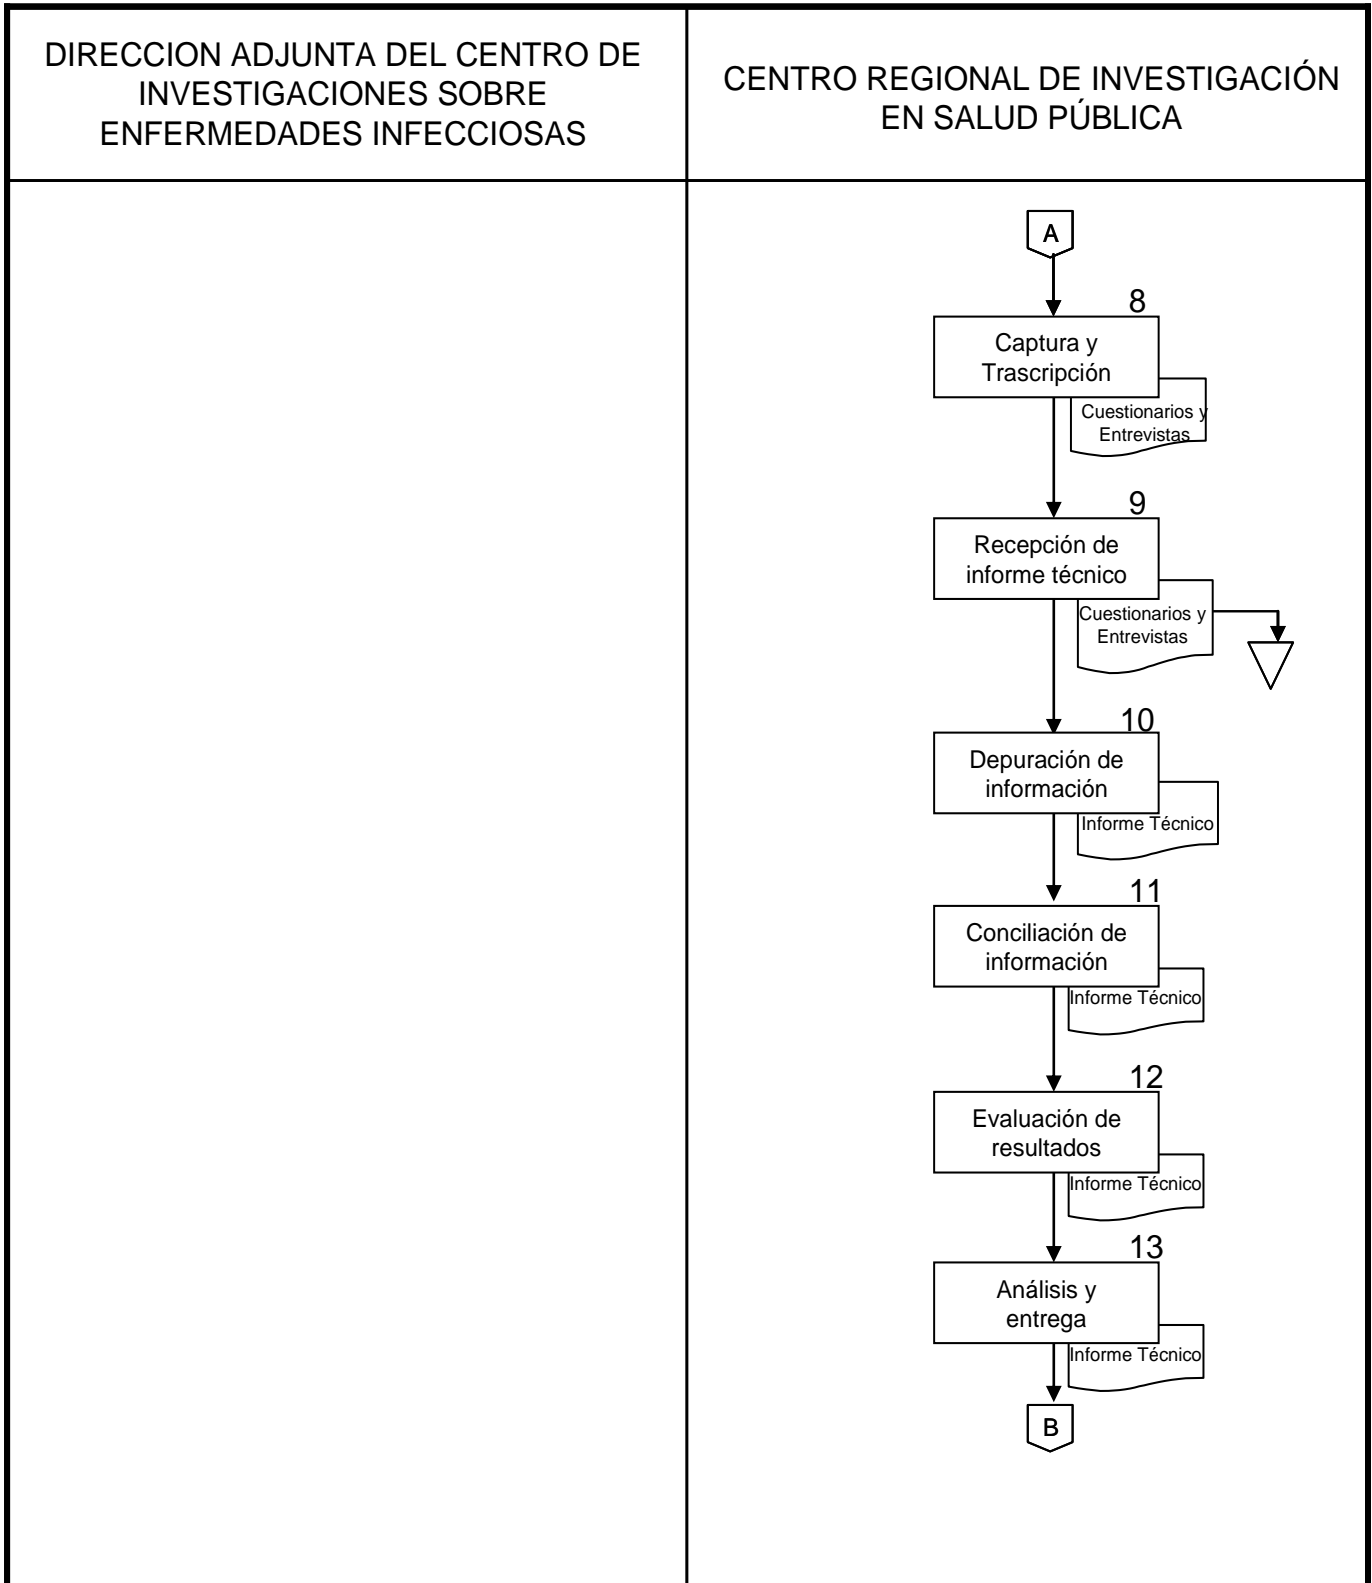 DIRECCION ADJUNTA DEL CENTRO DE
INVESTIGACIONES SOBRE
ENFERMEDADES INFECCIOSAS
CENTRO REGIONAL DE INVESTIGACIÓN
EN SALUD PÚBLICA
A
8
Captura y
Trascripción
Cuestionarios y
Entrevistas
9
Recepción de
informe técnico
Cuestionarios y
Entrevistas
10
Depuración de
información
Informe Técnico
11
Conciliación de
información
Informe Técnico
12
Evaluación de
resultados
Informe Técnico
13
Análisis y
entrega
Informe Técnico
B